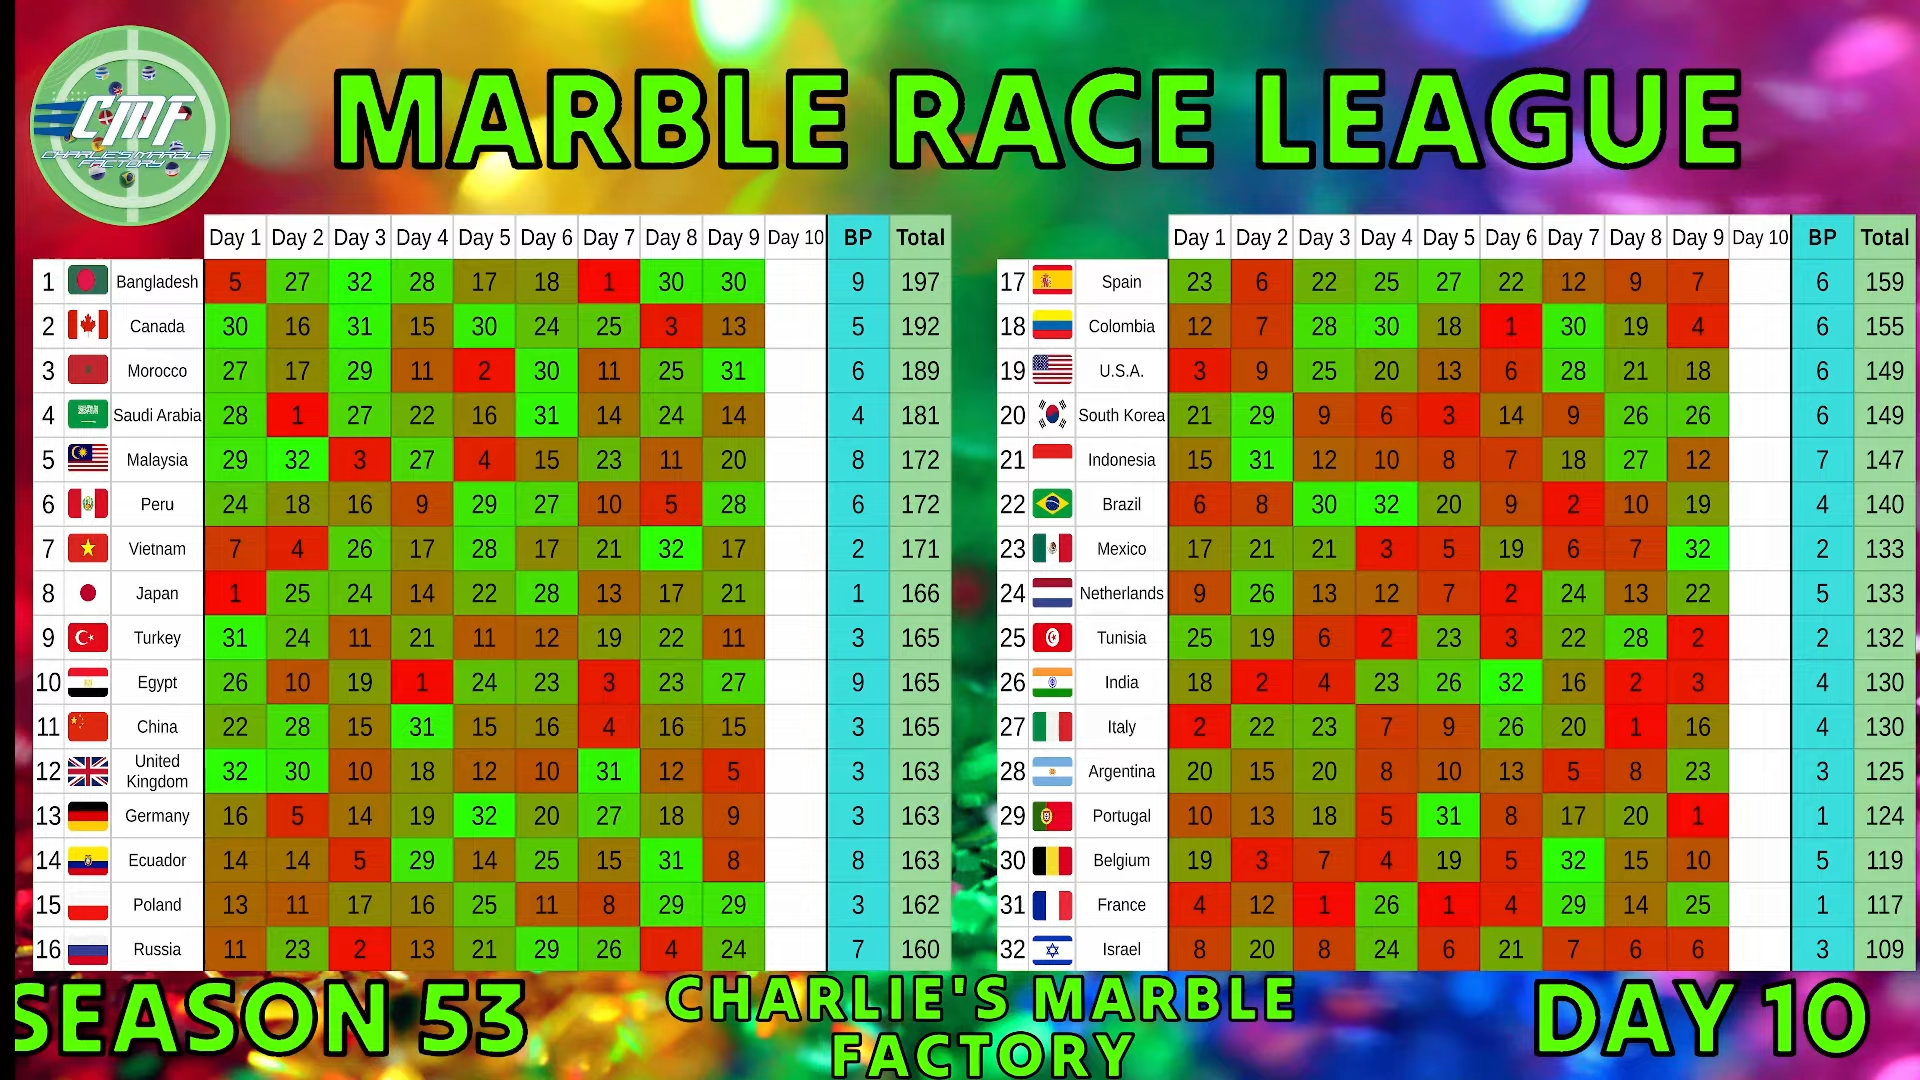 CMF
CHARLIE'S MARBLE
FACTORY
MARBLE RACE LEAGUE
Day 1 Day 2 Day 3 Day 4 Day 5 Day 6 Day 7 Day 8 Day 9 Day 10 BP Total
1 Bangladesh 5 27 32 28 17 18 1 30 30 9 197
2 Canada 30 16 31 15 30 24 25 3 13 5 192
3 Morocco 27 17 29 11 2 30 11 25 31 6 189
4 Saudi Arabia 28 1 27 22 16 31 14 24 14 4 181
5 Malaysia 29 32 3 27 4 15 23 11 20 8 172
6 Peru 24 18 16 9 29 27 10 5 28 6 172
7 Vietnam 7 4 26 17 28 17 21 32 17 2 171
8 Japan 1 25 24 14 22 28 13 17 21 1 166
9 Turkey 31 24 11 21 11 12 19 22 11 3 165
10 Egypt 26 10 19 1 24 23 3 23 27 9 165
11 China 22 28 15 31 15 16 4 16 15 3 165
12 United Kingdom 32 30 10 18 12 10 31 12 5 3 163
13 Germany 16 5 14 19 32 20 27 18 9 3 163
14 Ecuador 14 14 5 29 14 25 15 31 8 8 163
15 Poland 13 11 17 16 25 11 8 29 29 3 162
16 Russia 11 23 2 13 21 29 26 4 24 7 160
Day 1 Day 2 Day 3 Day 4 Day 5 Day 6 Day 7 Day 8 Day 9 Day 10 BP Total
17 Spain 23 6 22 25 27 22 12 9 7 6 159
18 Colombia 12 7 28 30 18 1 30 19 4 6 155
19 U.S.A. 3 9 25 20 13 6 28 21 18 6 149
20 South Korea 21 29 9 6 3 14 9 26 26 6 149
21 Indonesia 15 31 12 10 8 7 18 27 12 7 147
22 Brazil 6 8 30 32 20 9 2 10 19 4 140
23 Mexico 17 21 21 3 5 19 6 7 32 2 133
24 Netherlands 9 26 13 12 7 2 24 13 22 5 133
25 Tunisia 25 19 6 2 23 3 22 28 2 2 132
26 India 18 2 4 23 26 32 16 2 3 4 130
27 Italy 2 22 23 7 9 26 20 1 16 4 130
28 Argentina 20 15 20 8 10 13 5 8 23 3 125
29 Portugal 10 13 18 5 31 8 17 20 1 1 124
30 Belgium 19 3 7 4 19 5 32 15 10 5 119
31 France 4 12 1 26 1 4 29 14 25 1 117
32 Israel 8 20 8 24 6 21 7 6 6 3 109
SEASON 53
CHARLIE'S MARBLE
FACTORY
DAY 10